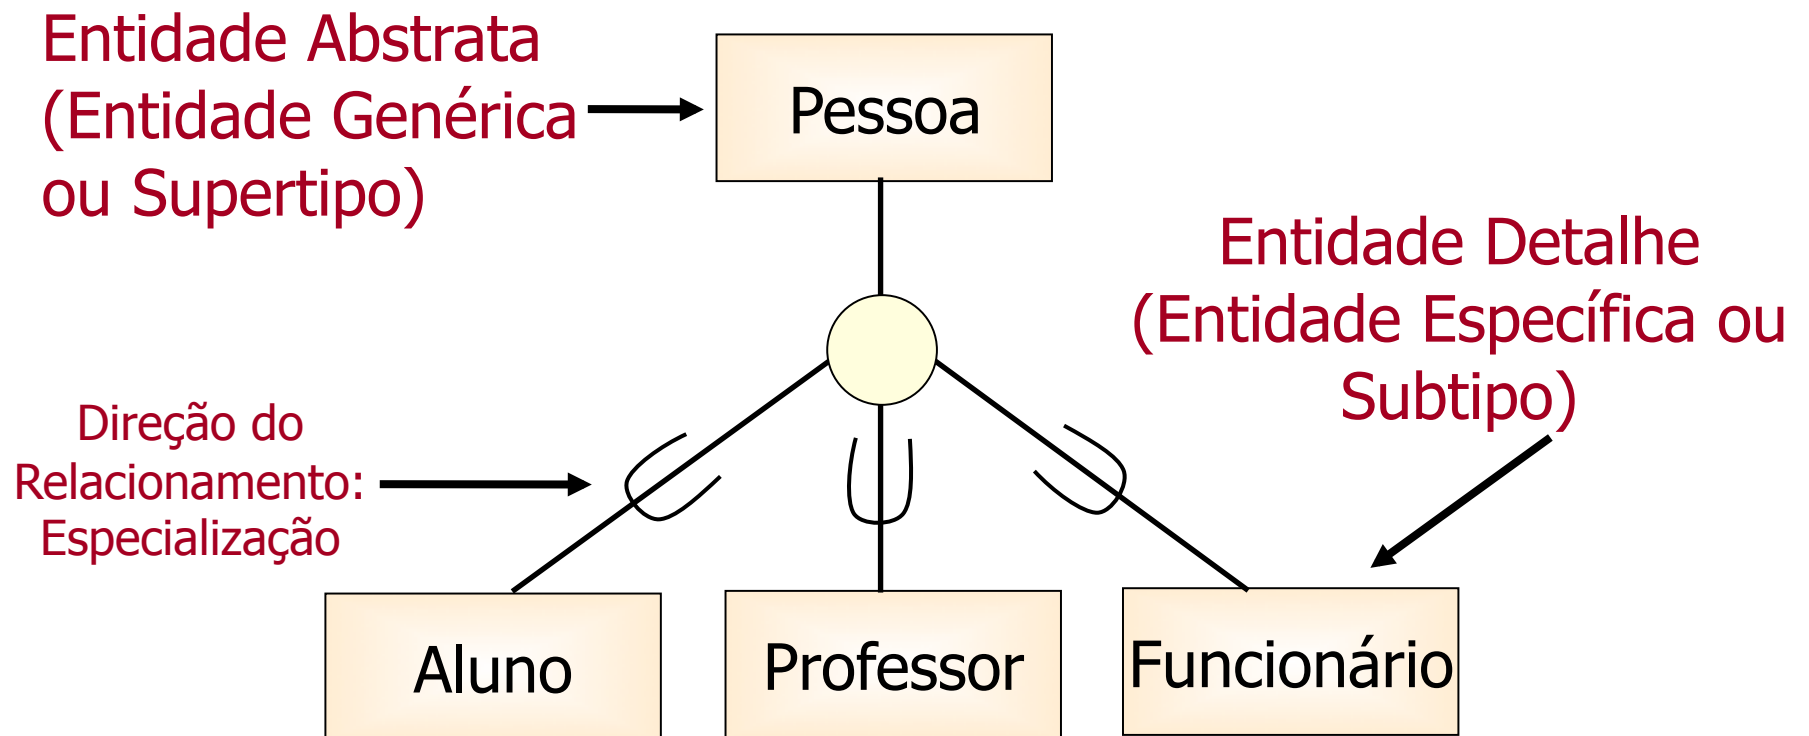 Entidade Abstrata
(Entidade Genérica
ou Supertipo)
Pessoa
Entidade Detalhe
(Entidade Específica ou
Subtipo)
Direção do
Relacionamento:
Especialização
Aluno
Professor
Funcionário